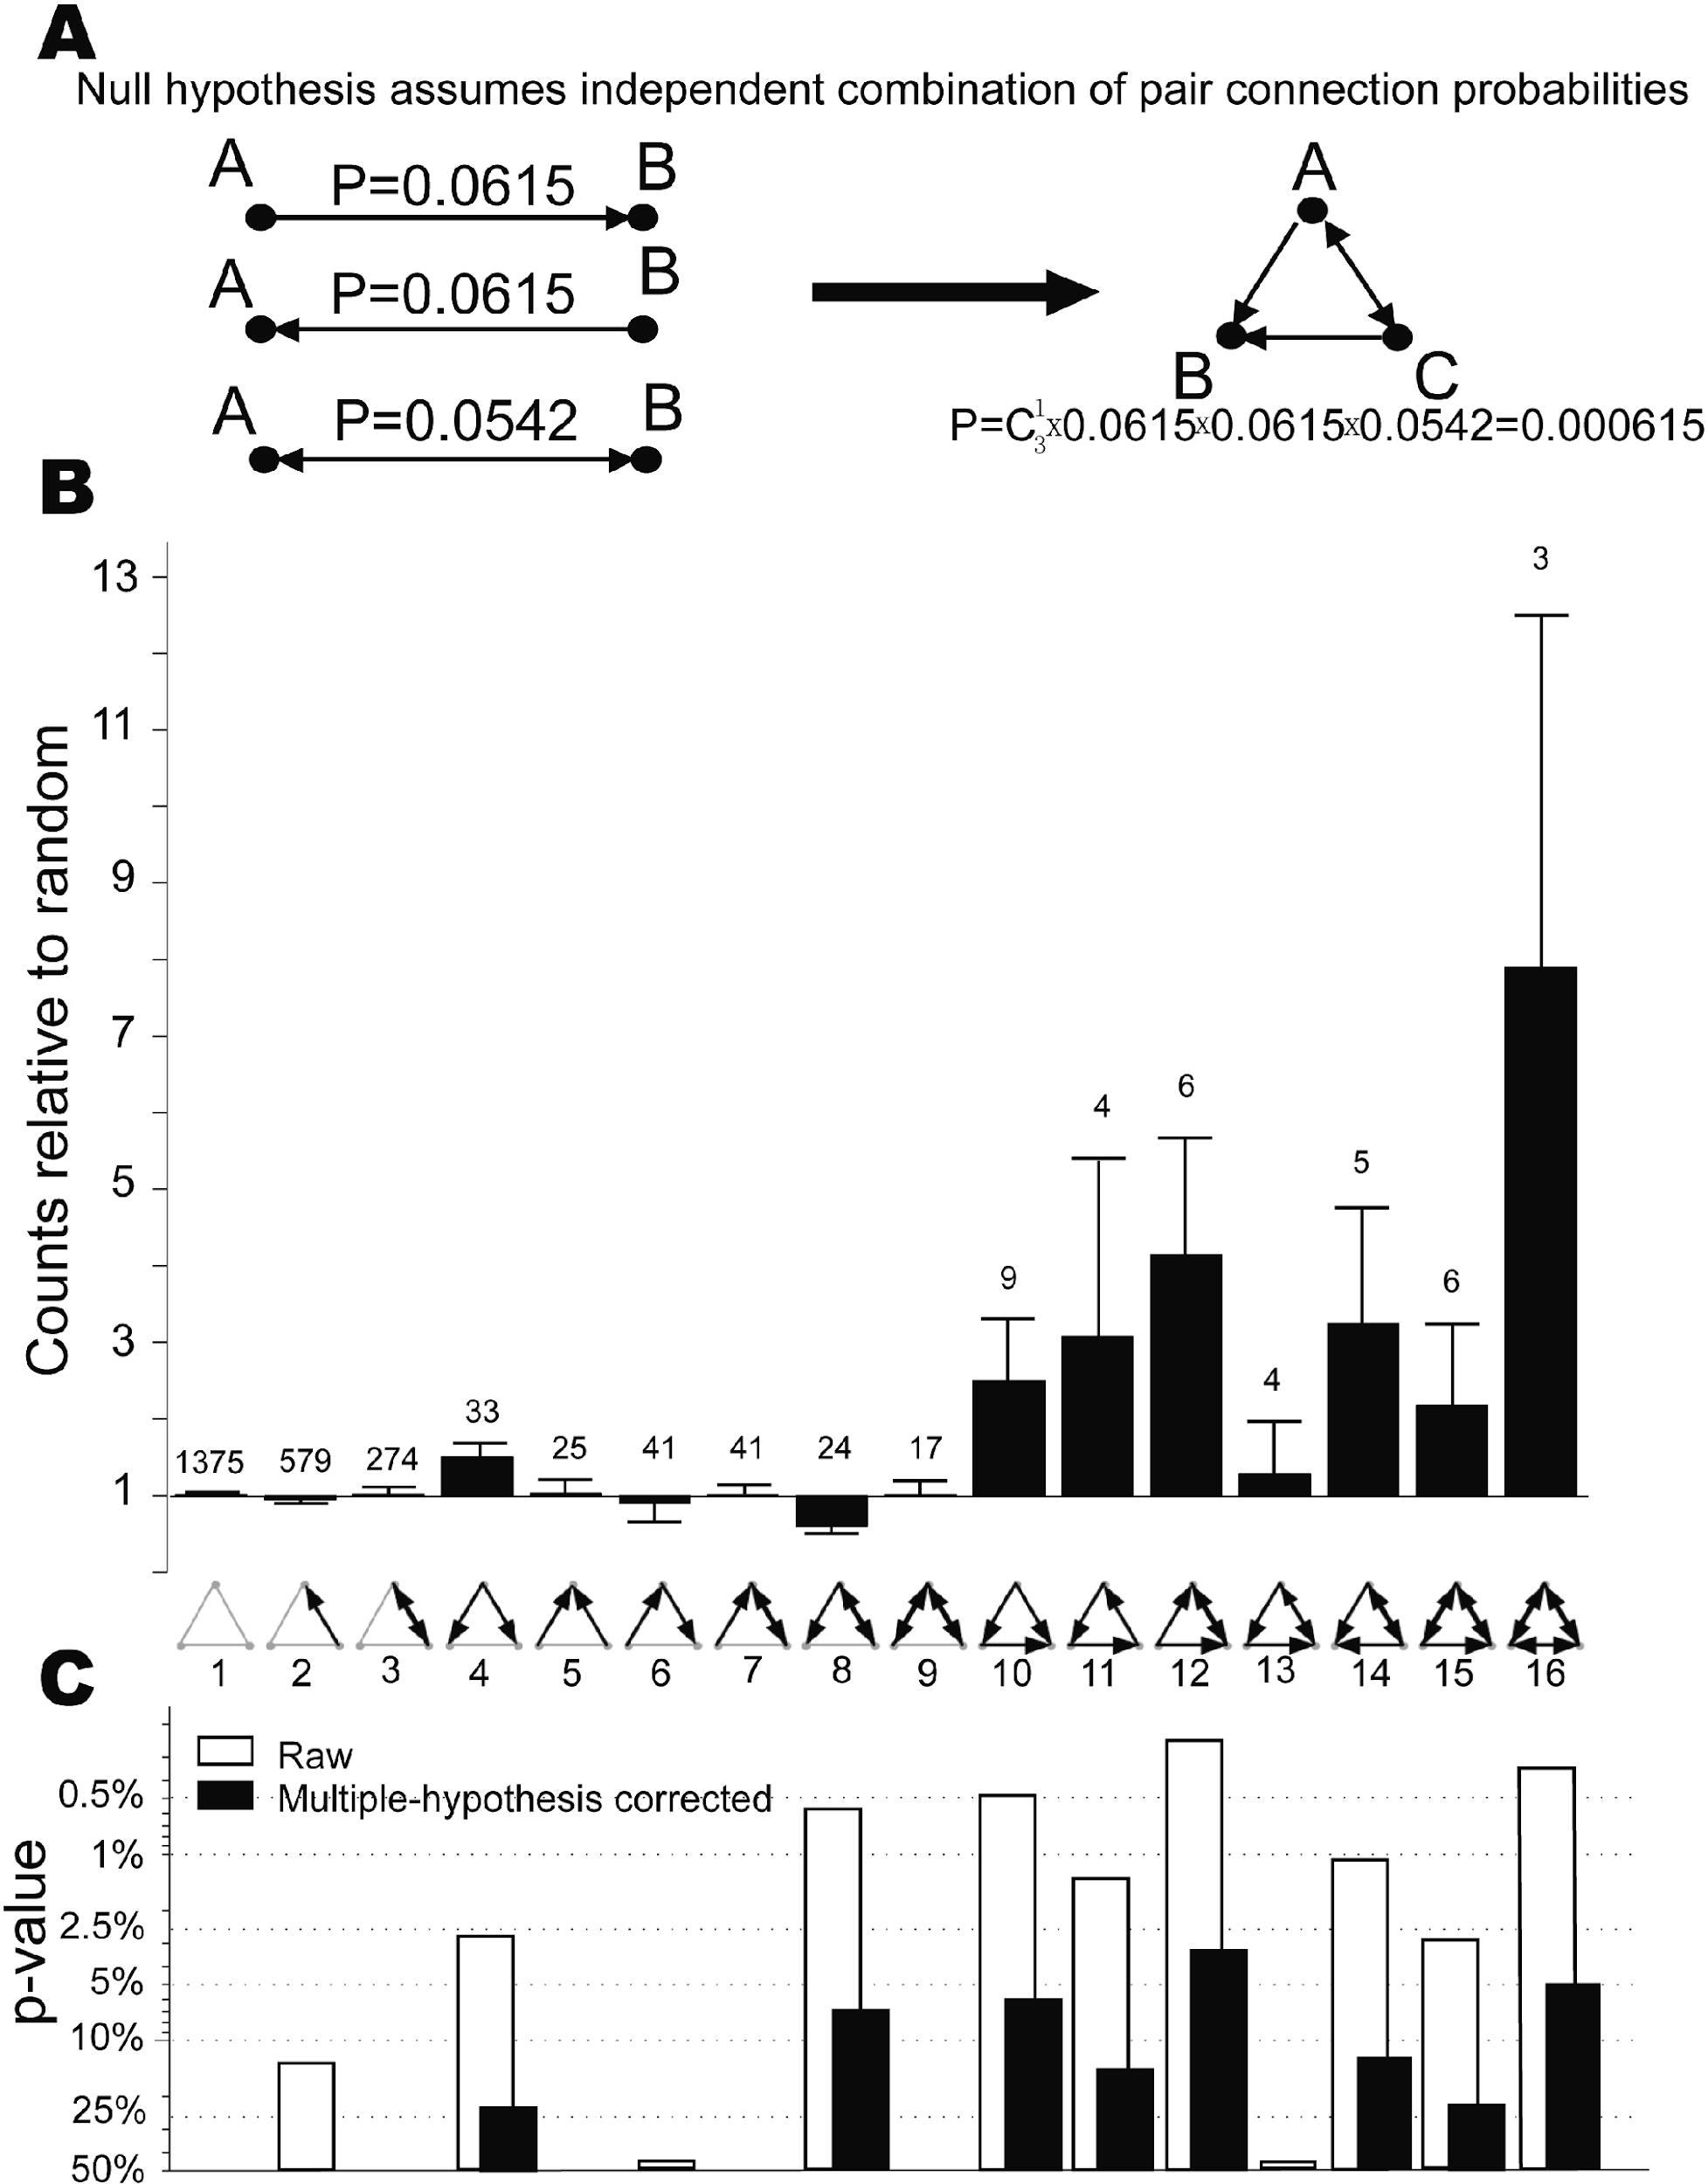 A
Null hypothesis assumes independent combination of pair connection probabilities
A P=0.0615 B
A P=0.0615 B
A P=0.0542 B
A
B C
P=C¹₃x0.0615x0.0615x0.0542=0.000615
B
Counts relative to random
13
11
9
7
5
3
1
1375 579 274 33 25 41 41 24 17 9 4 6 4 5 6 3
1 2 3 4 5 6 7 8 9 10 11 12 13 14 15 16
C
Raw
Multiple-hypothesis corrected
p-value
0.5%
1%
2.5%
5%
10%
25%
50%